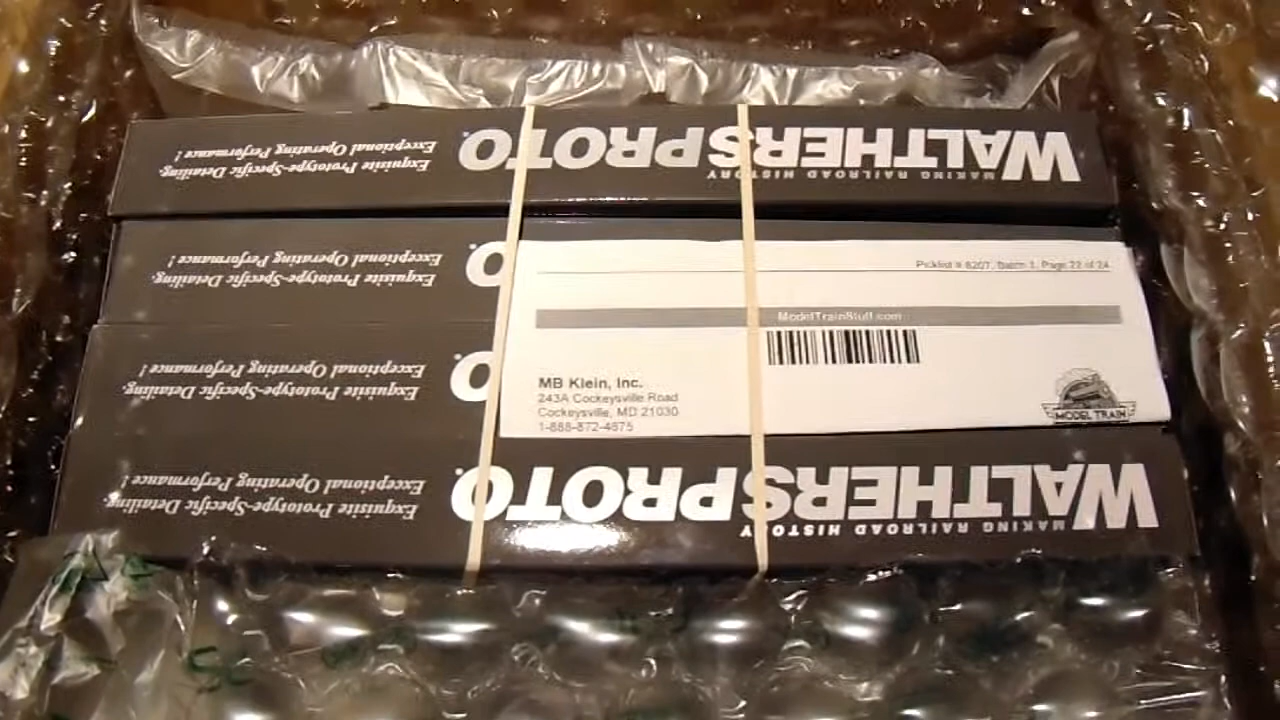 WALTHERSPROTO.
MAKING RAILROAD HISTORY
Exquisite Prototype-Specific Detailing.
Exceptional Operating Performance!
O.
Exquisite Prototype-Specific Detailing.
Exceptional Operating Performance!
O.
Exquisite Prototype-Specific Detailing.
Exceptional Operating Performance!
Picklist # 8207, Batch 1, Page 22 of 24
ModelTrainStuff.com
MB Klein, Inc.
243A Cockeysville Road
Cockeysville, MD 21030
1-888-872-4675
MODEL TRAIN
WALTHERSPROTO.
MAKING RAILROAD HISTORY
Exquisite Prototype-Specific Detailing.
Exceptional Operating Performance!